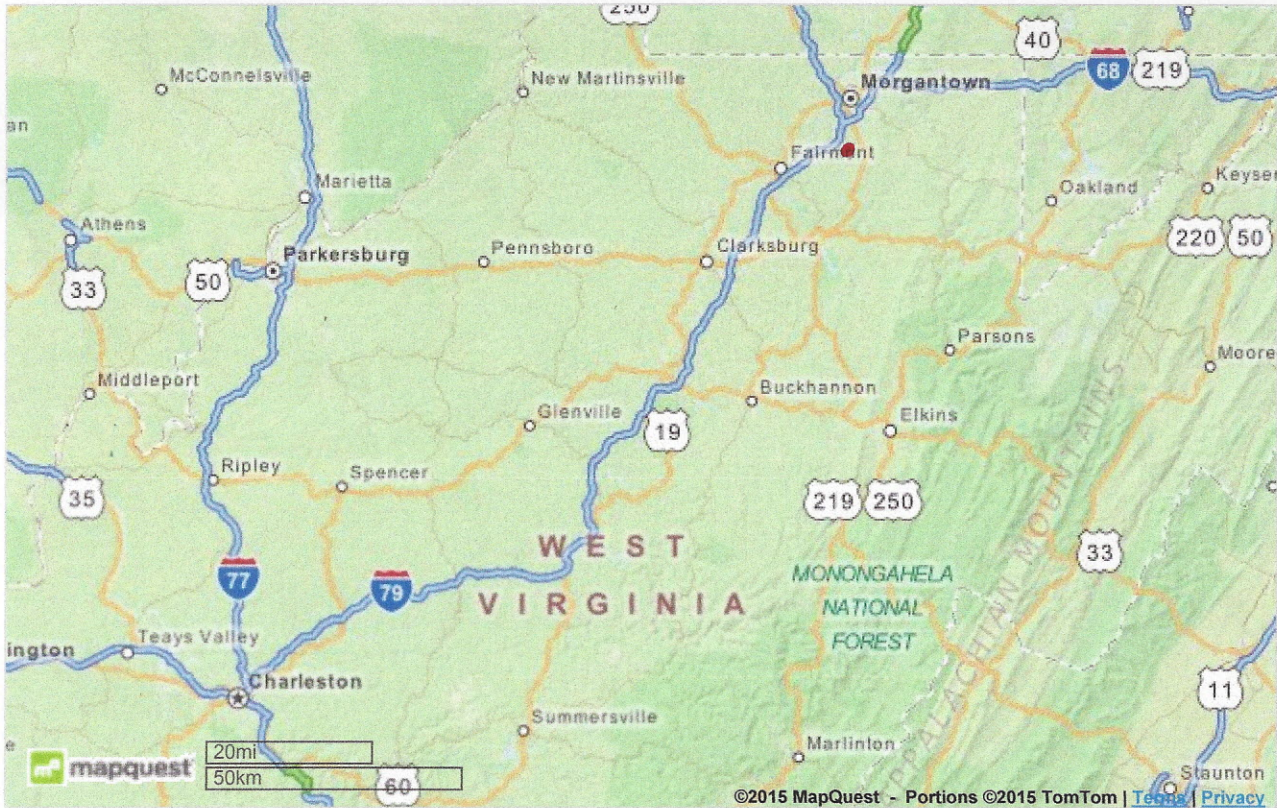 250
40
68
219
McConnelsville
New Martinsville
Morgantown
an
Fairmont
Marietta
Oakland
Keyser
Athens
Parkersburg
Pennsboro
Clarksburg
220
50
50
33
Parsons
Moore
Middleport
Buckhannon
Glenville
Elkins
19
Ripley
Spencer
35
219
250
WEST
VIRGINIA
33
77
79
MONONGAHELA
NATIONAL
FOREST
APPALACHIAN MOUNTAINS
Teays Valley
ington
Charleston
11
Summersville
Marlinton
e
mapquest
20mi
50km
60
Staunton
©2015 MapQuest - Portions ©2015 TomTom | Terms | Privacy